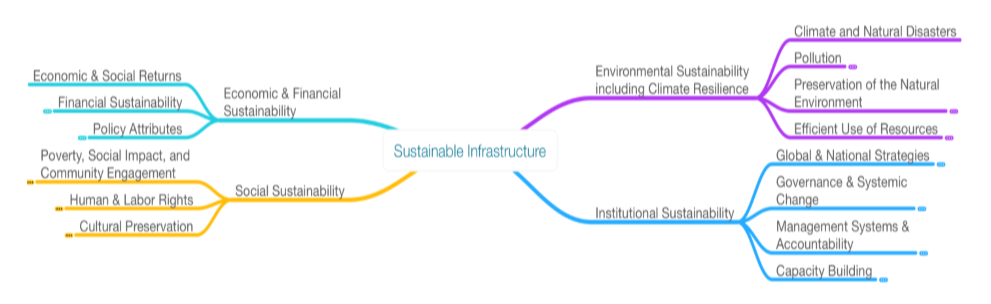 Sustainable Infrastructure
Economic & Financial
Sustainability
Economic & Social Returns
Financial Sustainability
Policy Attributes
Social Sustainability
Poverty, Social Impact, and
Community Engagement
Human & Labor Rights
Cultural Preservation
Environmental Sustainability
including Climate Resilience
Climate and Natural Disasters
Pollution
Preservation of the Natural
Environment
Efficient Use of Resources
Institutional Sustainability
Global & National Strategies
Governance & Systemic
Change
Management Systems &
Accountability
Capacity Building